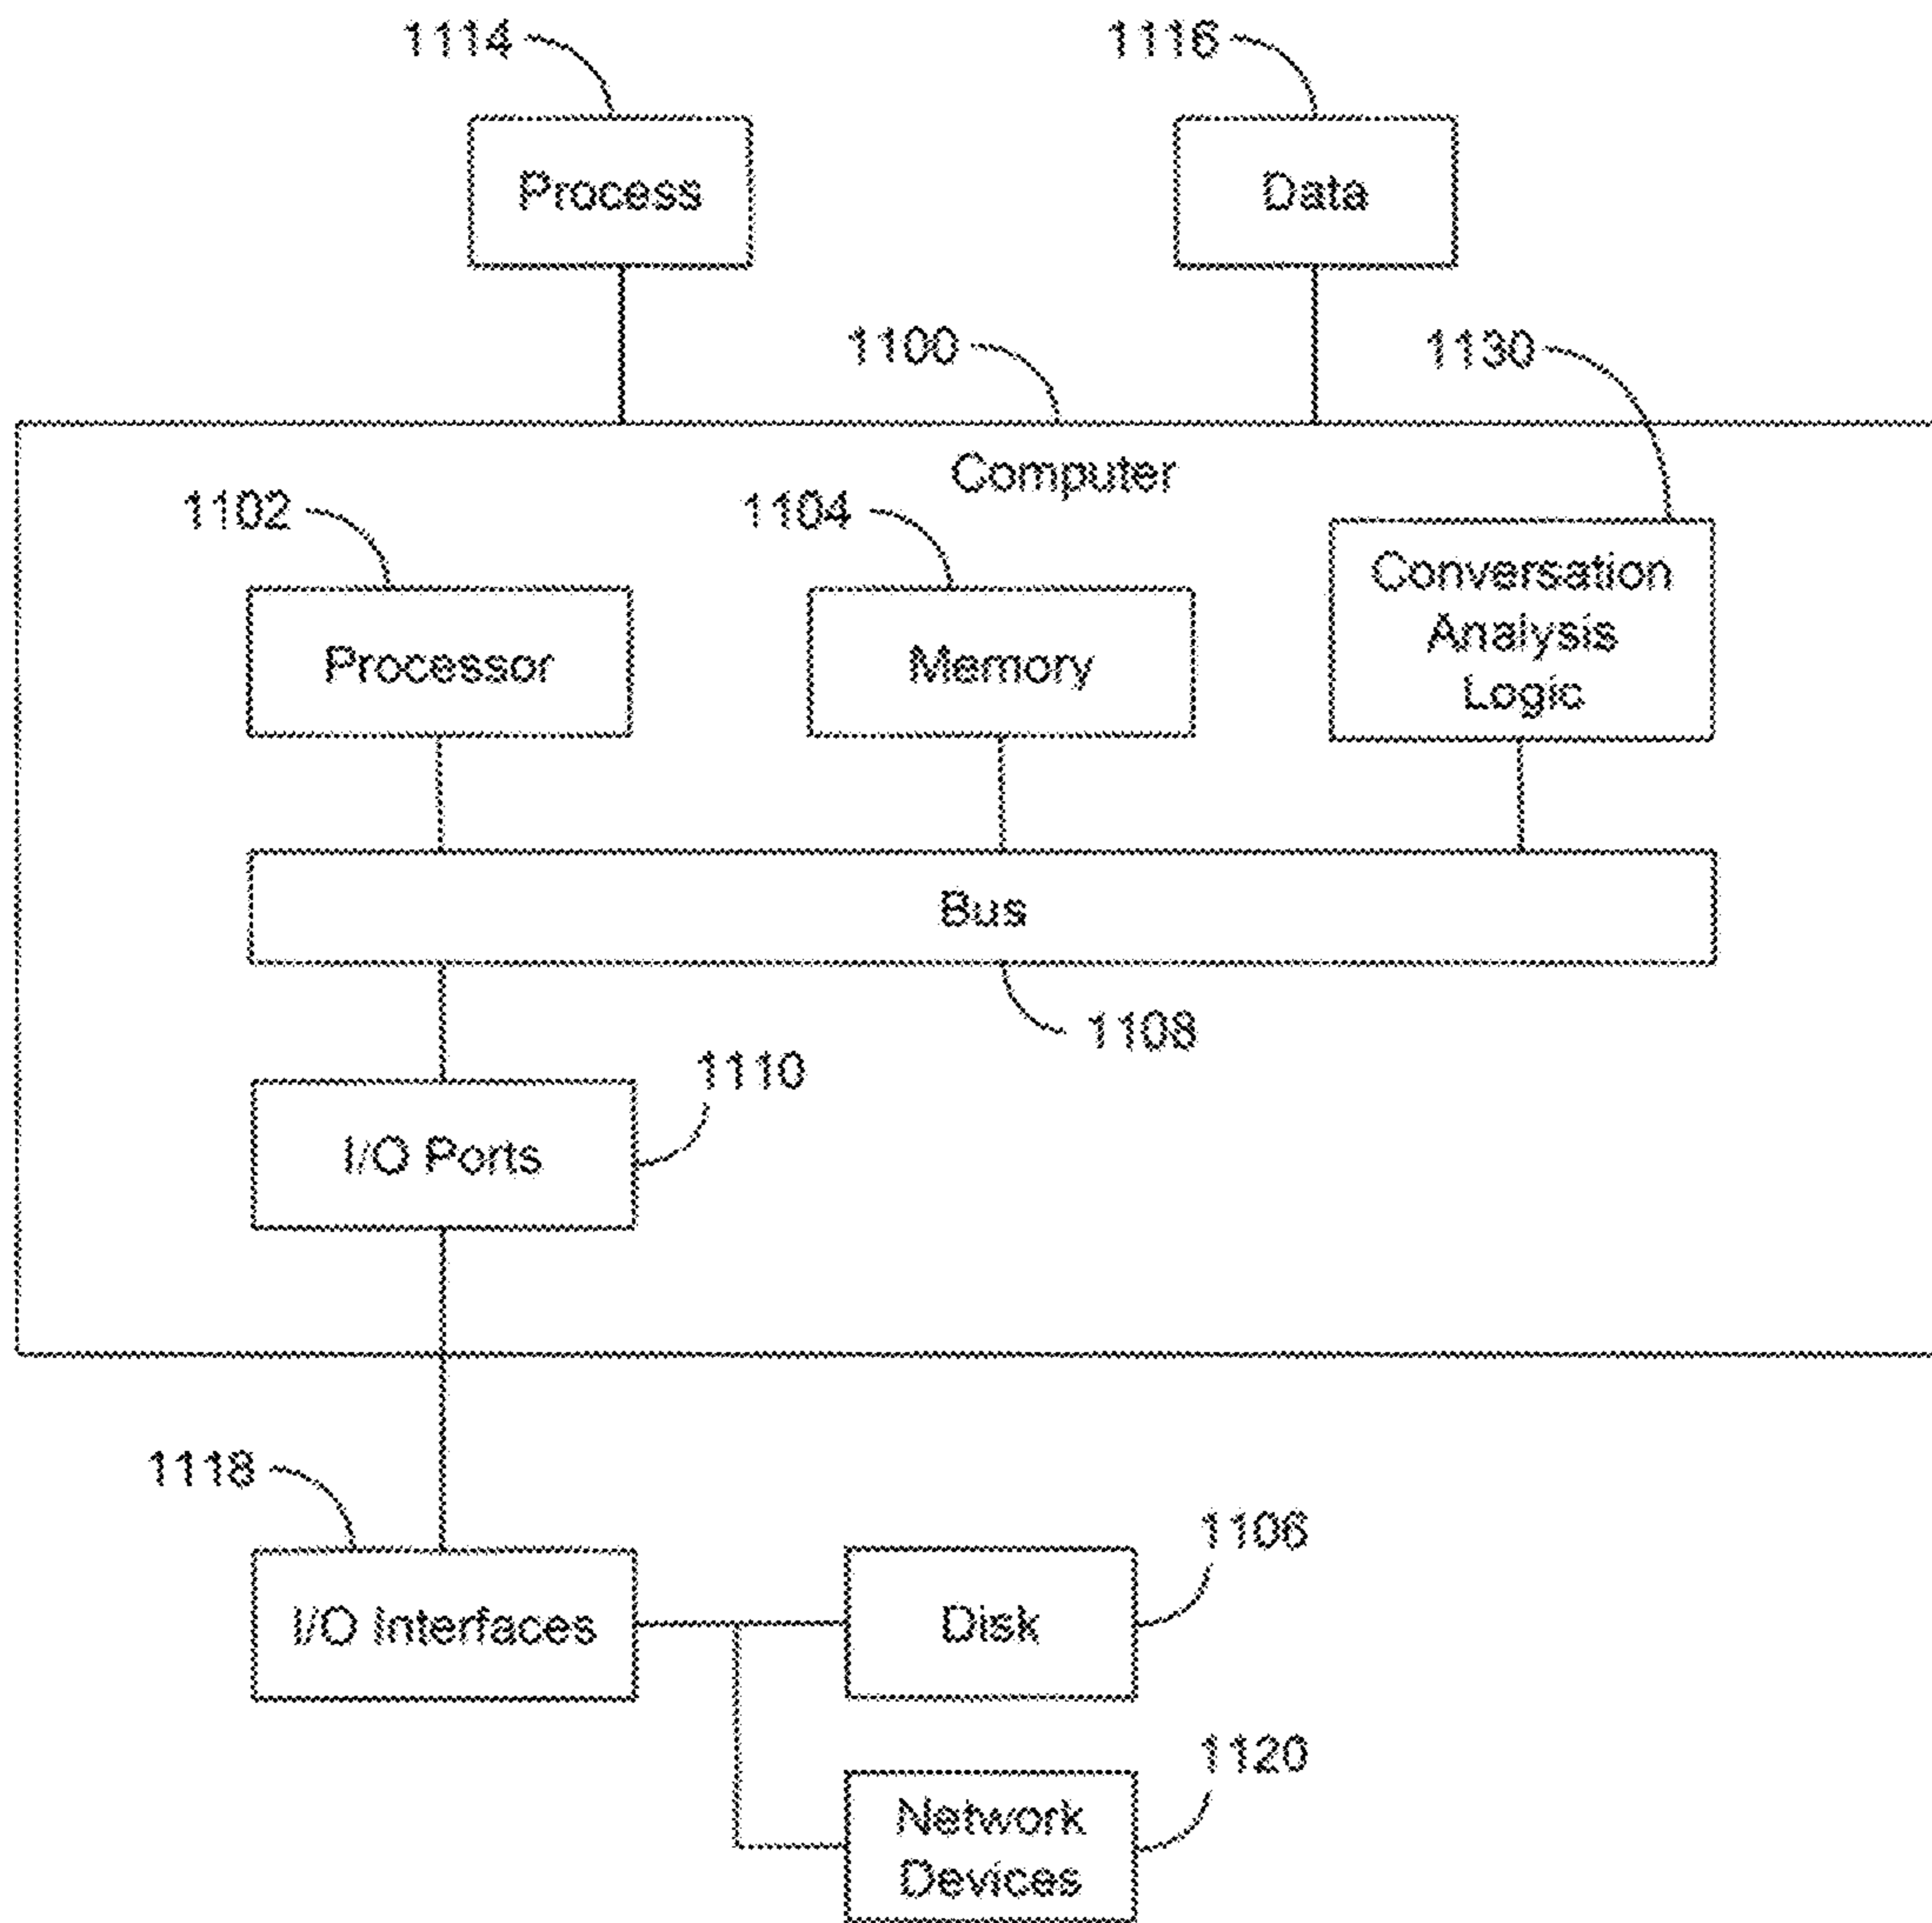 1114
1116
Process
Data
1100
1130
Computer
1102
1104
Conversation
Analysis
Logic
Processor
Memory
Bus
1108
1110
I/O Ports
1118
1106
I/O Interfaces
Disk
1120
Network
Devices